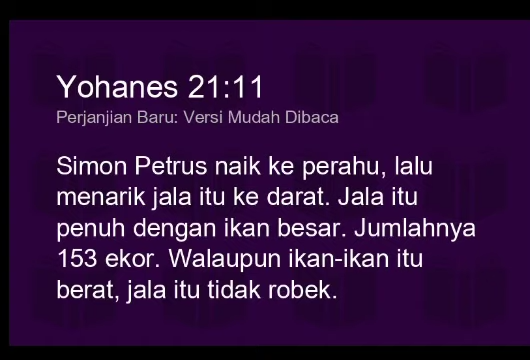 Yohanes 21:11
Perjanjian Baru: Versi Mudah Dibaca
Simon Petrus naik ke perahu, lalu
menarik jala itu ke darat. Jala itu
penuh dengan ikan besar. Jumlahnya
153 ekor. Walaupun ikan-ikan itu
berat, jala itu tidak robek.